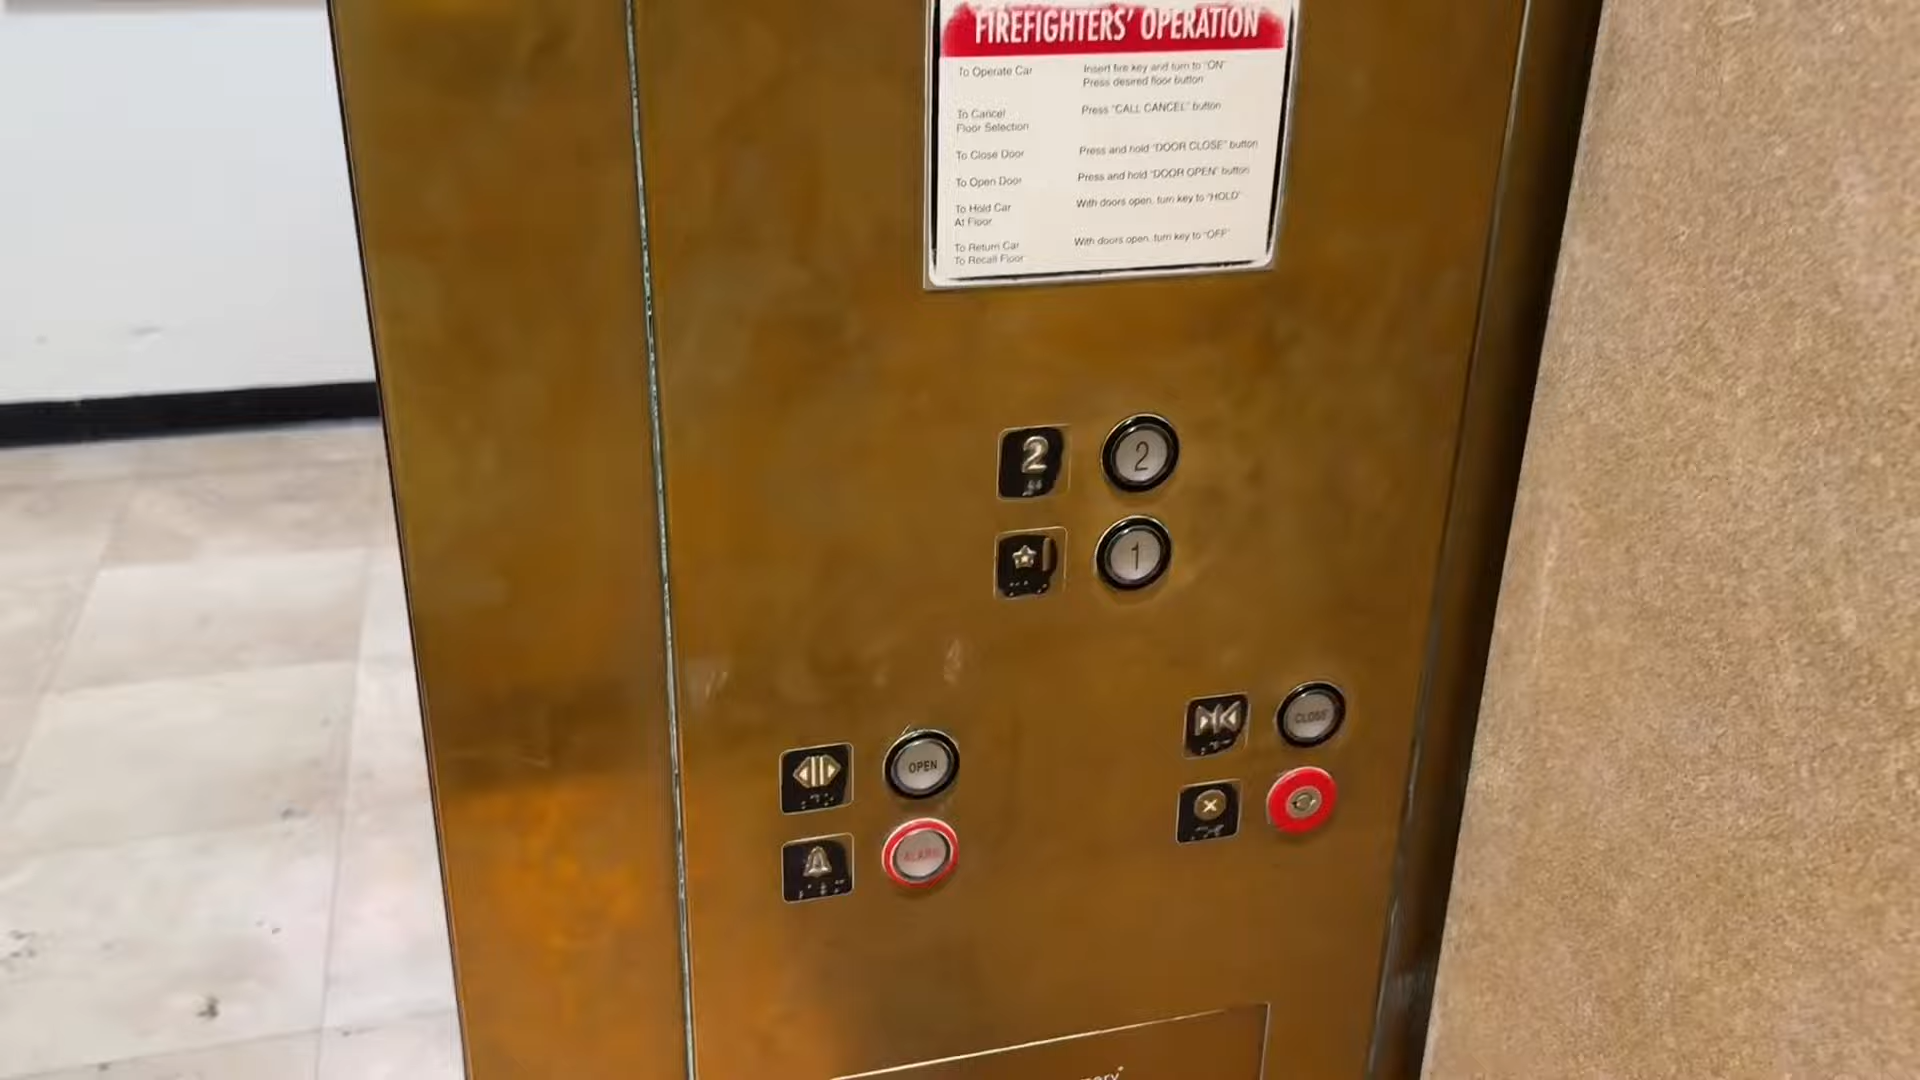 FIREFIGHTERS' OPERATION
To Operate Car
Insert fire key and turn to "ON"
Press desired floor button
To Cancel
Floor Selection
Press "CALL CANCEL" button
To Close Door
Press and hold "DOOR CLOSE" button
To Open Door
Press and hold "DOOR OPEN" button
To Hold Car
At Floor
With doors open, turn key to "HOLD"
To Return Car
To Recall Floor
With doors open, turn key to "OFF"
2 2
1 1
CLOSE
OPEN
ALARM